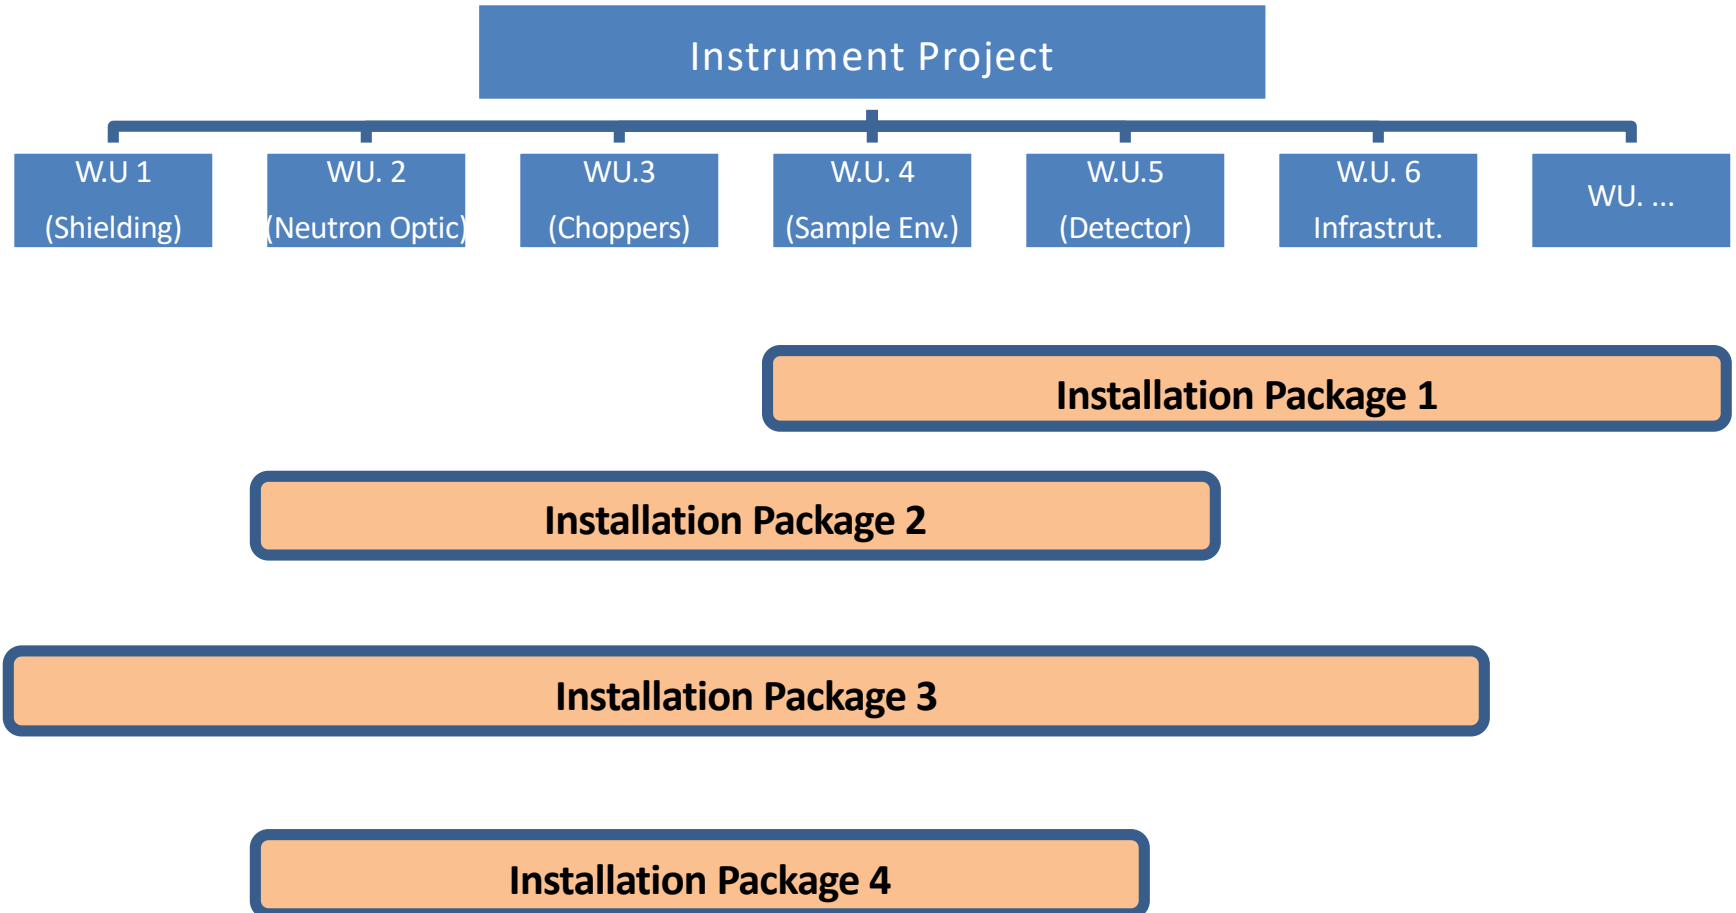 Instrument Project
W.U 1
(Shielding)
WU. 2
(Neutron Optic)
WU.3
(Choppers)
W.U. 4
(Sample Env.)
W.U.5
(Detector)
W.U. 6
Infrastrut.
WU. ...
Installation Package 1
Installation Package 2
Installation Package 3
Installation Package 4